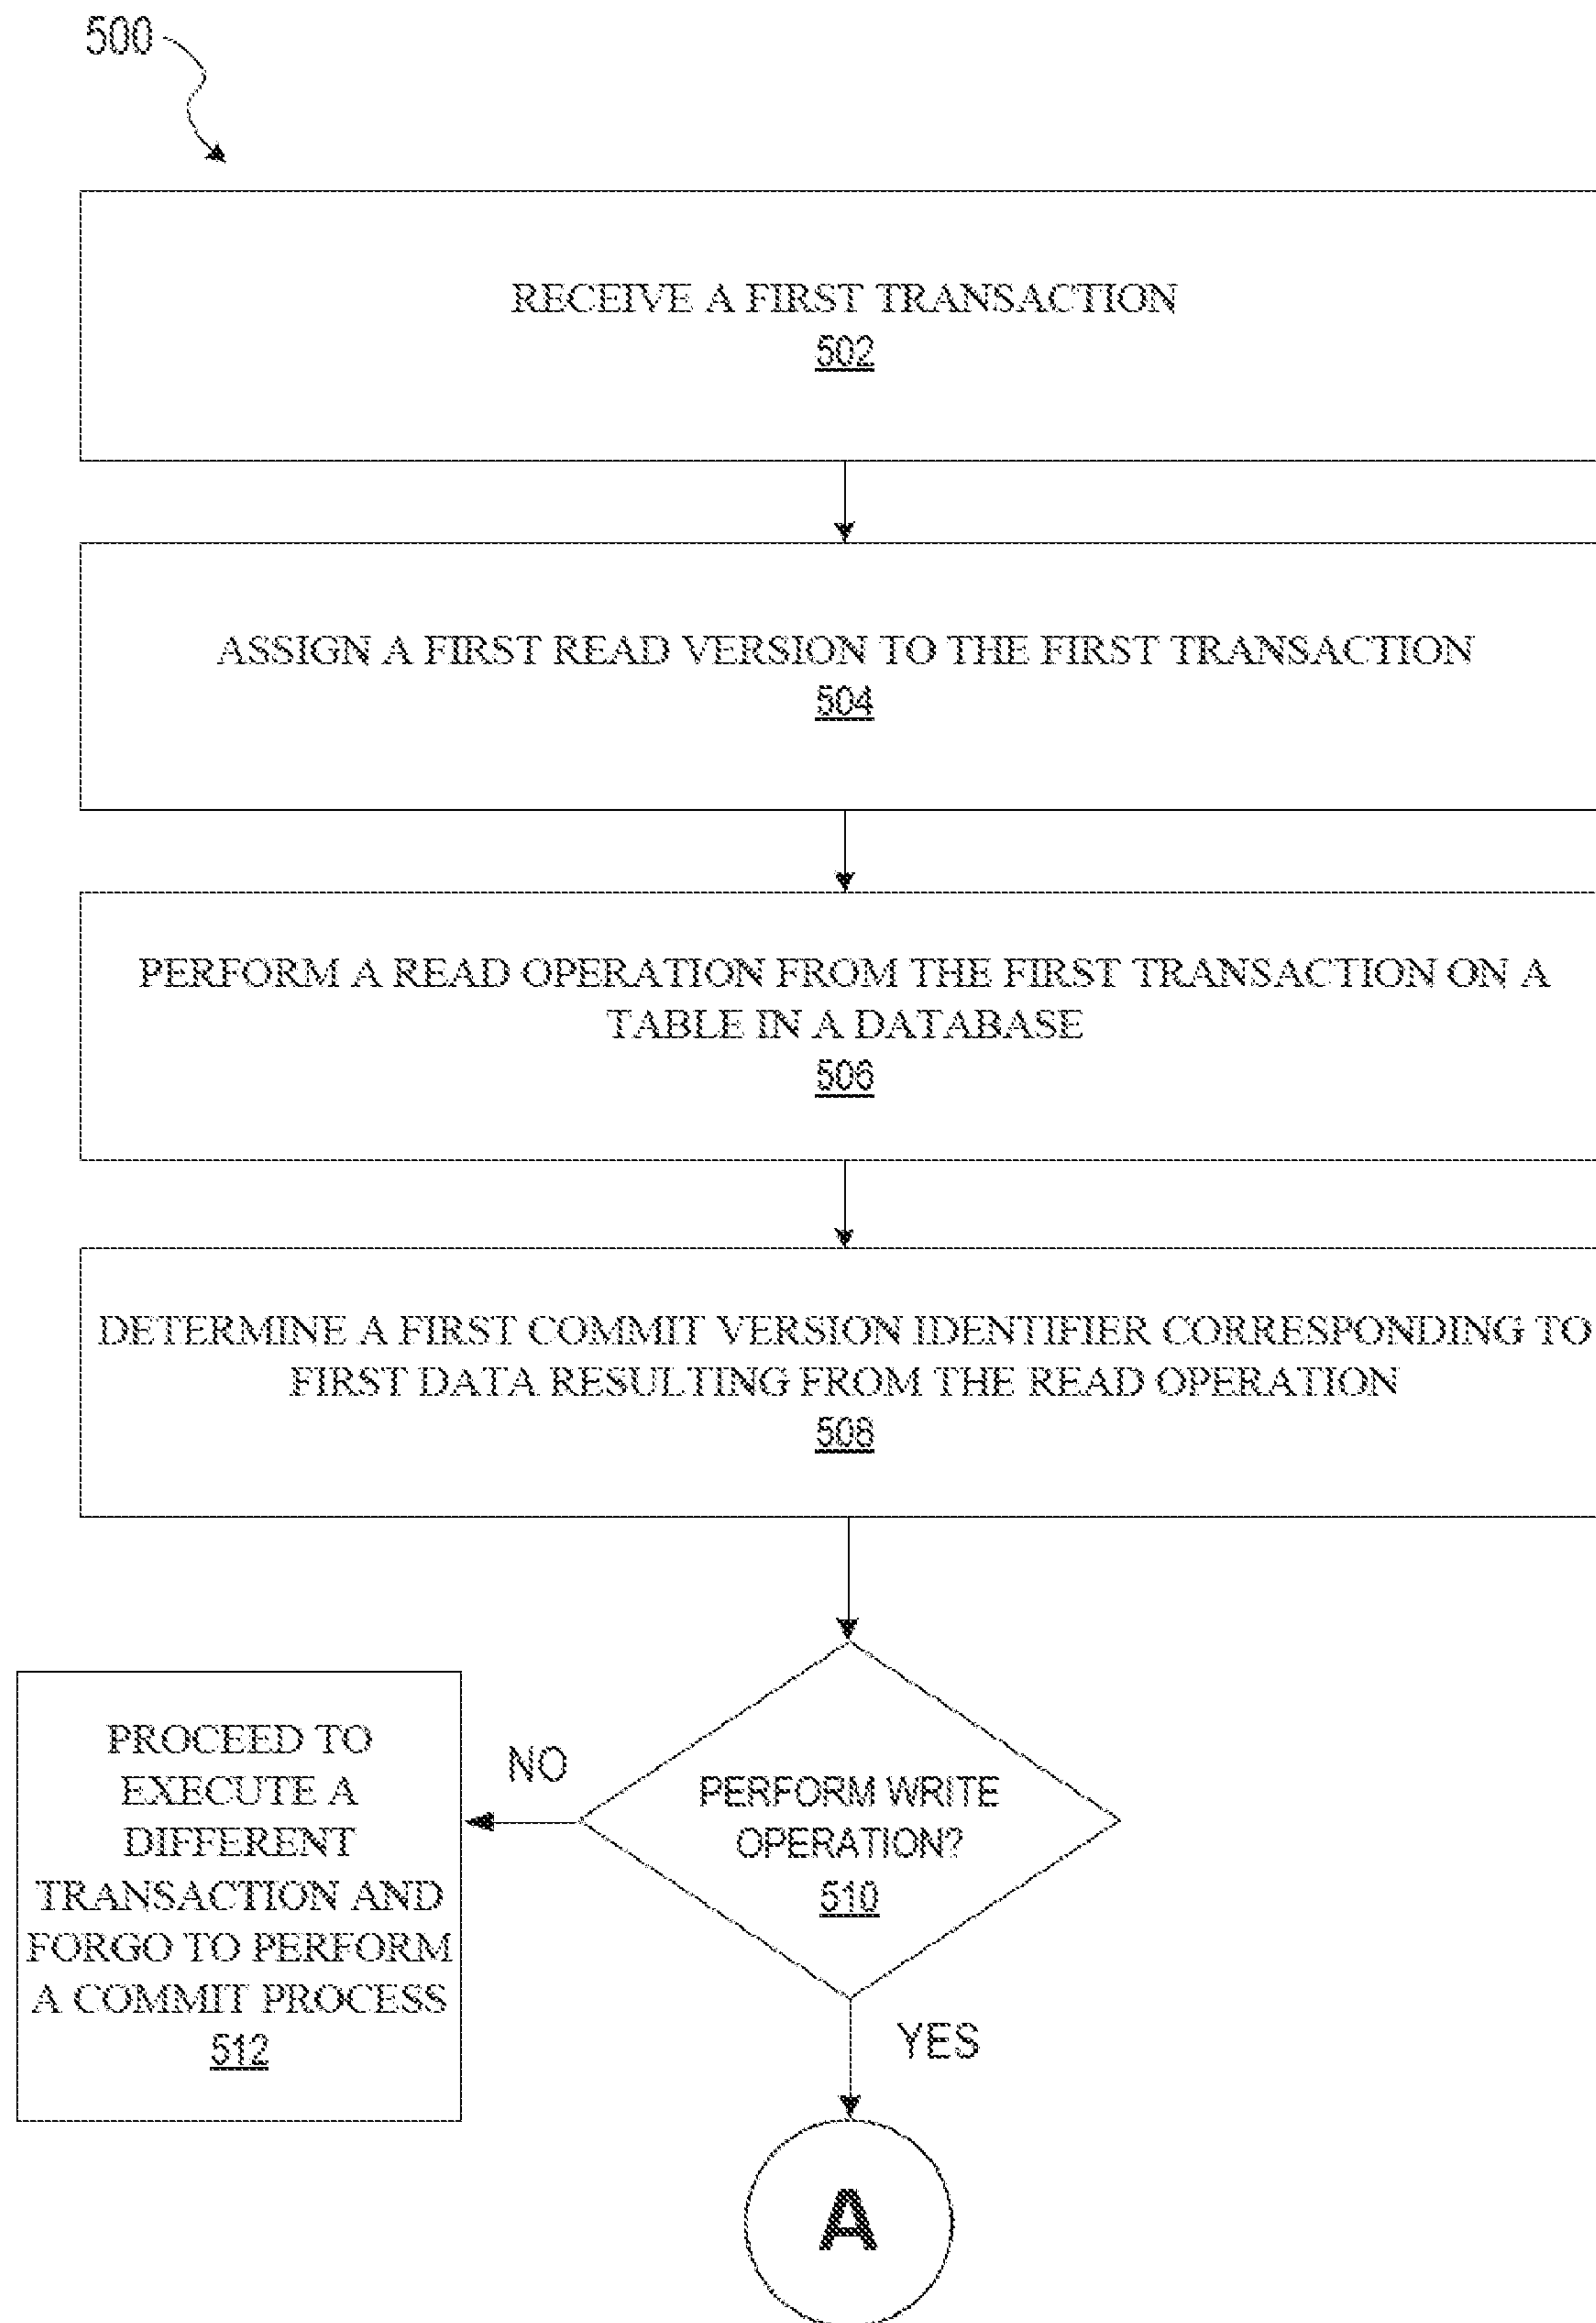 500
RECEIVE A FIRST TRANSACTION
502
ASSIGN A FIRST READ VERSION TO THE FIRST TRANSACTION
504
PERFORM A READ OPERATION FROM THE FIRST TRANSACTION ON A
TABLE IN A DATABASE
506
DETERMINE A FIRST COMMIT VERSION IDENTIFIER CORRESPONDING TO
FIRST DATA RESULTING FROM THE READ OPERATION
508
PERFORM WRITE
OPERATION?
510
NO
PROCEED TO
EXECUTE A
DIFFERENT
TRANSACTION AND
FORGO TO PERFORM
A COMMIT PROCESS
512
YES
A